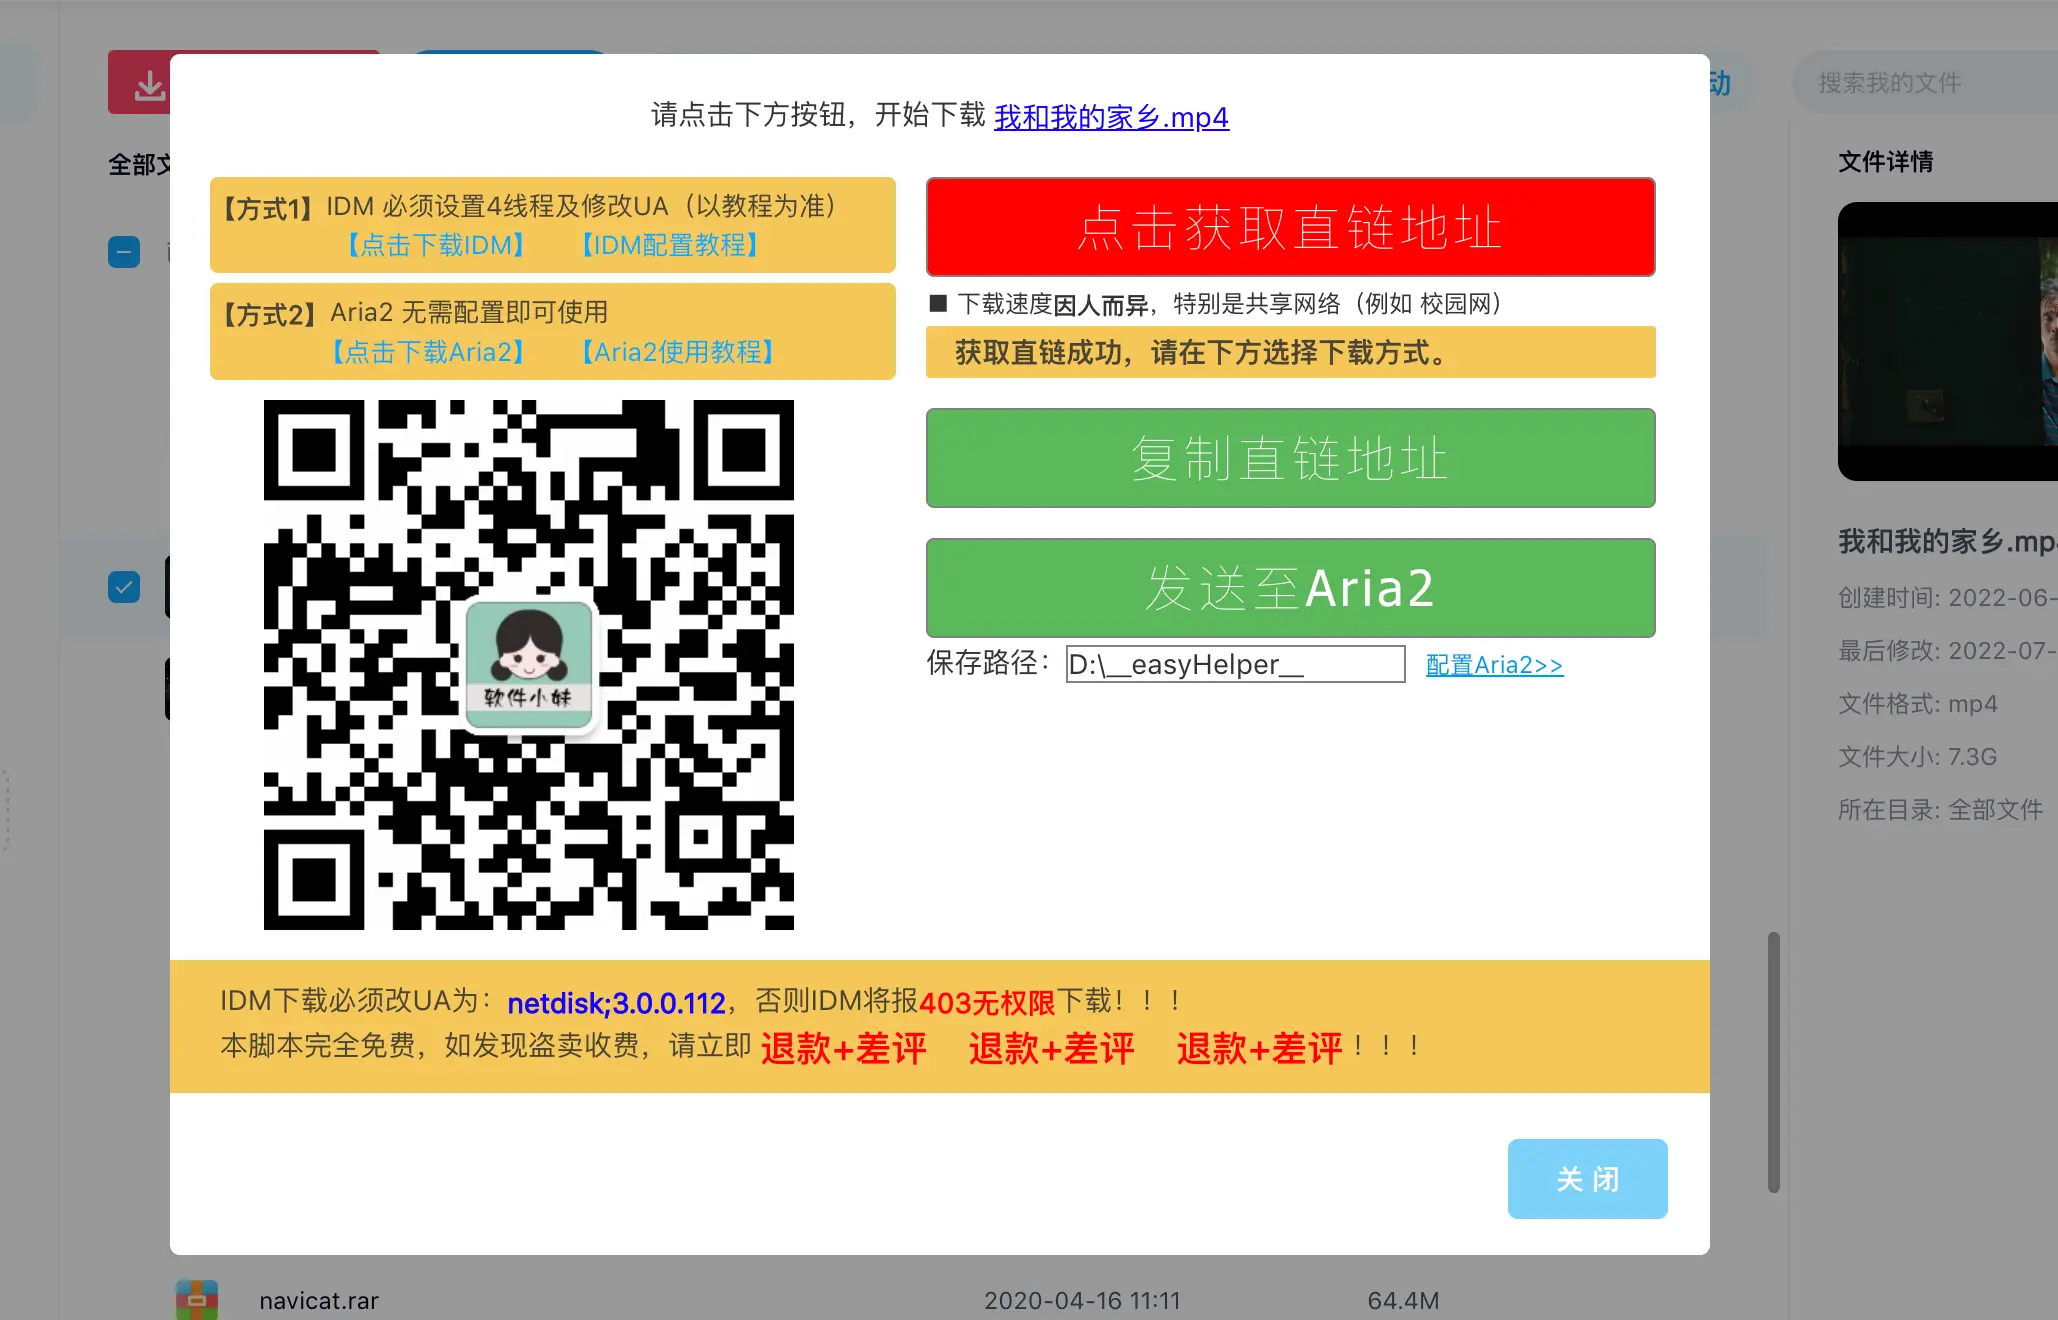 动
搜索我的文件
请点击下方按钮，开始下载 我和我的家乡.mp4
全部文
文件详情
【方式1】IDM 必须设置4线程及修改UA（以教程为准）
【点击下载IDM】 【IDM配置教程】
点击获取直链地址
【方式2】Aria2 无需配置即可使用
【点击下载Aria2】 【Aria2使用教程】
■ 下载速度因人而异，特别是共享网络（例如 校园网）
获取直链成功，请在下方选择下载方式。
复制直链地址
发送至Aria2
保存路径： D:\__easyHelper__ 配置Aria2>>
软件小妹
我和我的家乡.mp4
创建时间: 2022-06-
最后修改: 2022-07-
文件格式: mp4
文件大小: 7.3G
所在目录: 全部文件
IDM下载必须改UA为：netdisk;3.0.0.112，否则IDM将报403无权限下载！！！
本脚本完全免费，如发现盗卖收费，请立即 退款+差评 退款+差评 退款+差评！！！
关 闭
navicat.rar 2020-04-16 11:11 64.4M